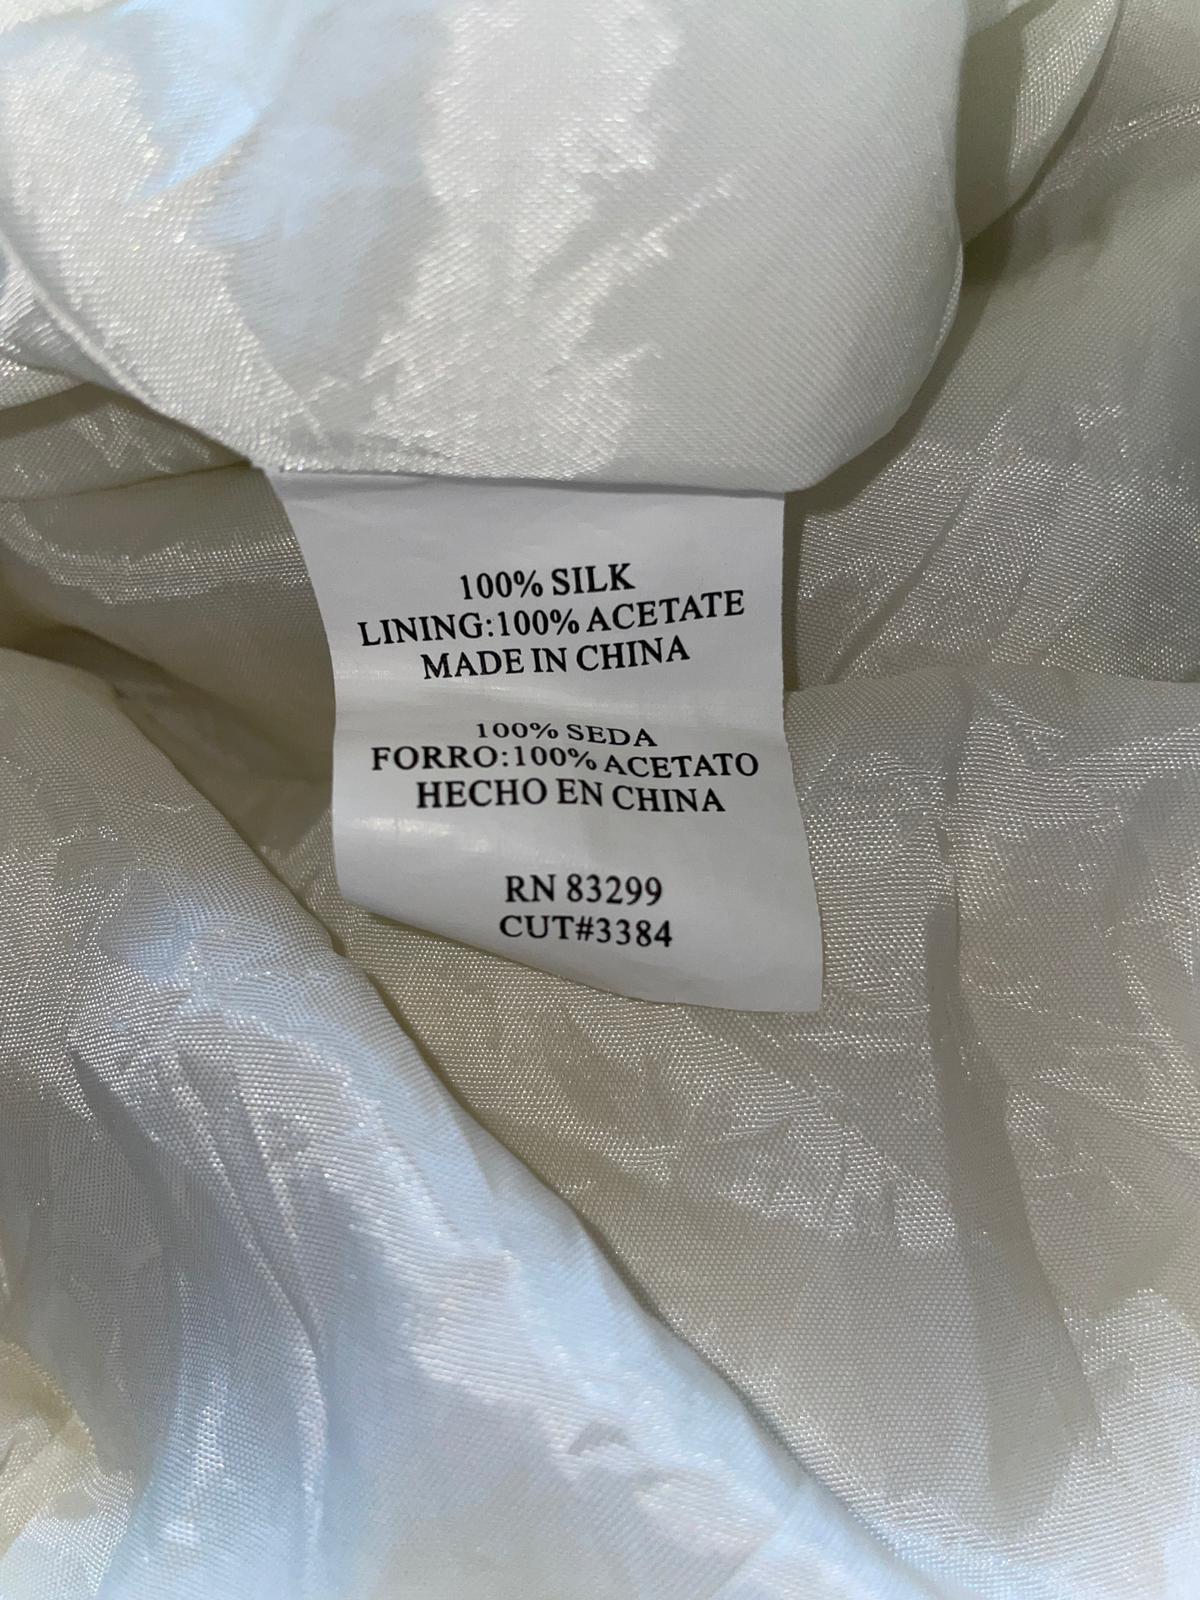 100% SILK
LINING:100% ACETATE
MADE IN CHINA
100% SEDA
FORRO:100% ACETATO
HECHO EN CHINA
RN 83299
CUT#3384